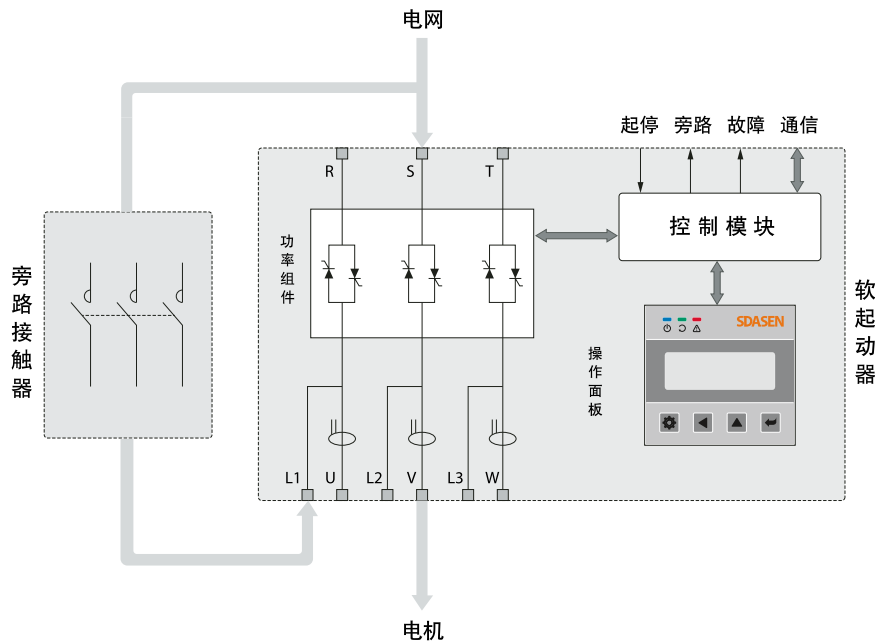 电网
起停 旁路 故障 通信
R S T
控制模块
功率组件
旁路接触器
软起动器
SDASEN
操作面板
L1 U L2 V L3 W
电机